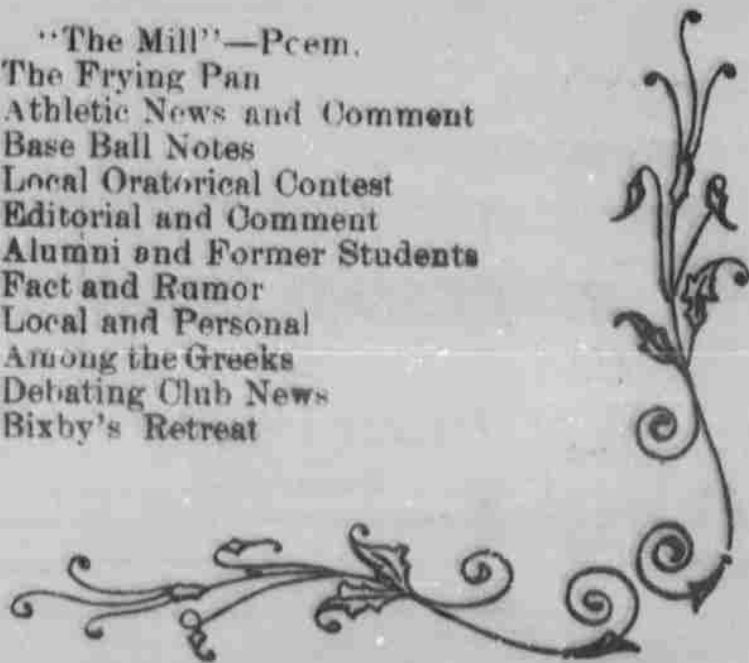 "The Mill"—Pcem.
The Frying Pan
Athletic News and Comment
Base Ball Notes
Local Oratorical Contest
Editorial and Comment
Alumni and Former Students
Fact and Rumor
Local and Personal
Among the Greeks
Debating Club News
Bixby's Retreat